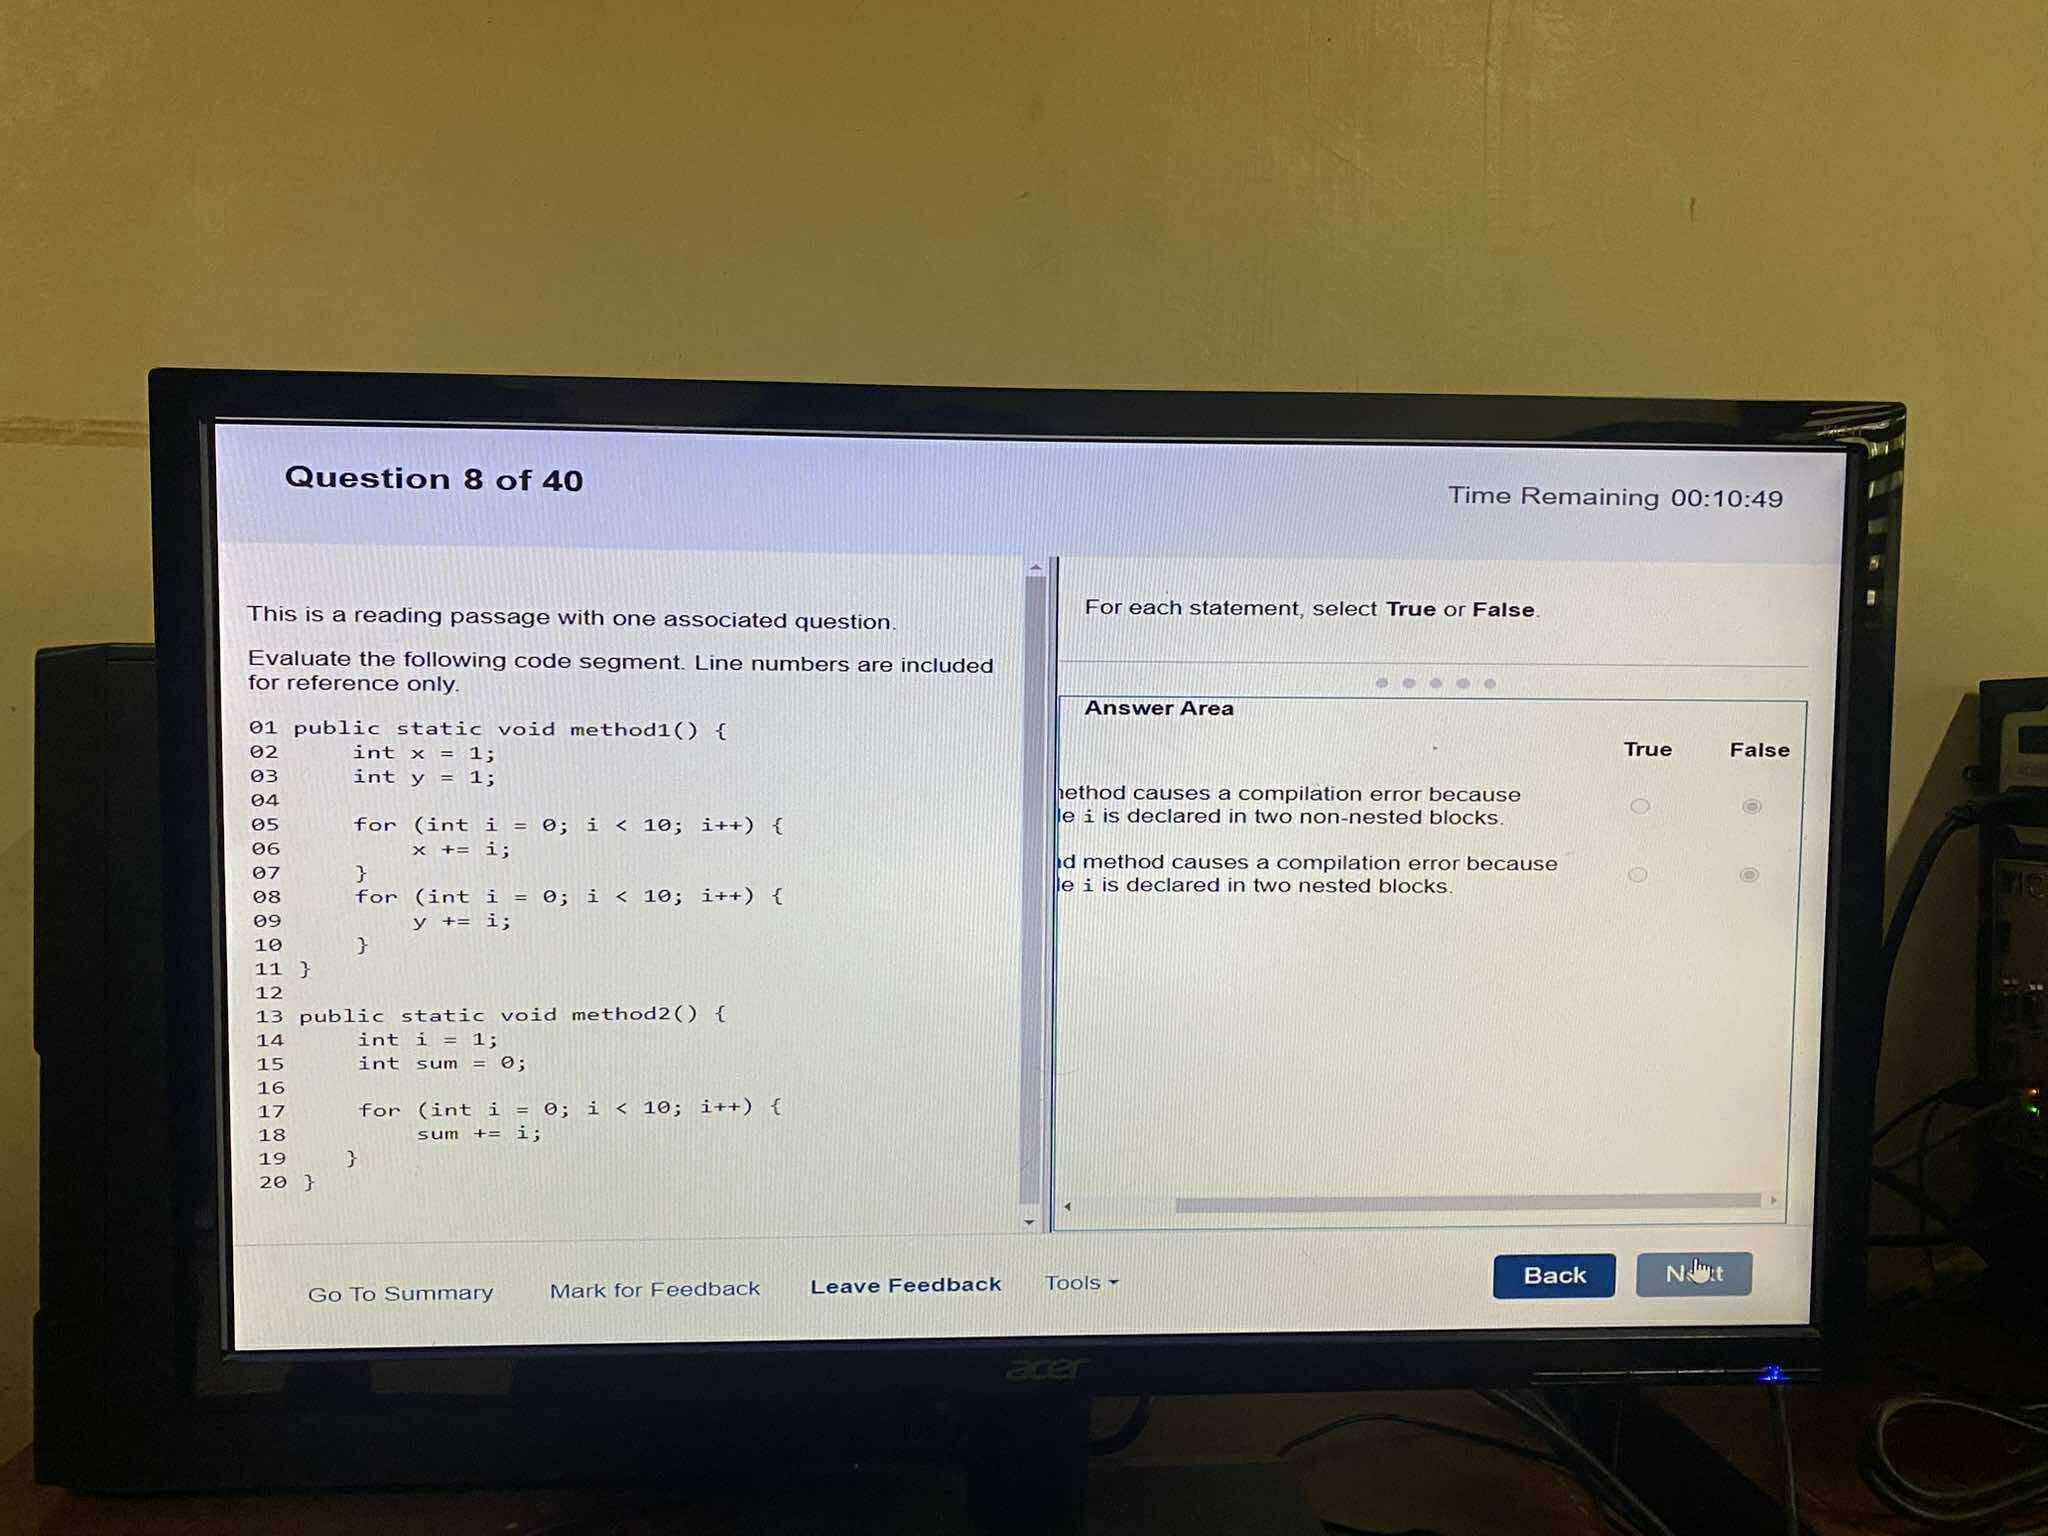 Question 8 of 40
Time Remaining 00:10:49
This is a reading passage with one associated question.
Evaluate the following code segment. Line numbers are included
for reference only.
01 public static void method1() {
02     int x = 1;
03     int y = 1;
04
05     for (int i = 0; i < 10; i++) {
06         x += i;
07     }
08     for (int i = 0; i < 10; i++) {
09         y += i;
10     }
11 }
12
13 public static void method2() {
14     int i = 1;
15     int sum = 0;
16
17     for (int i = 0; i < 10; i++) {
18         sum += i;
19     }
20 }
For each statement, select True or False.
Answer Area
True False
ethod causes a compilation error because
le i is declared in two non-nested blocks.
d method causes a compilation error because
le i is declared in two nested blocks.
Go To Summary
Mark for Feedback
Leave Feedback
Tools
Back
acer